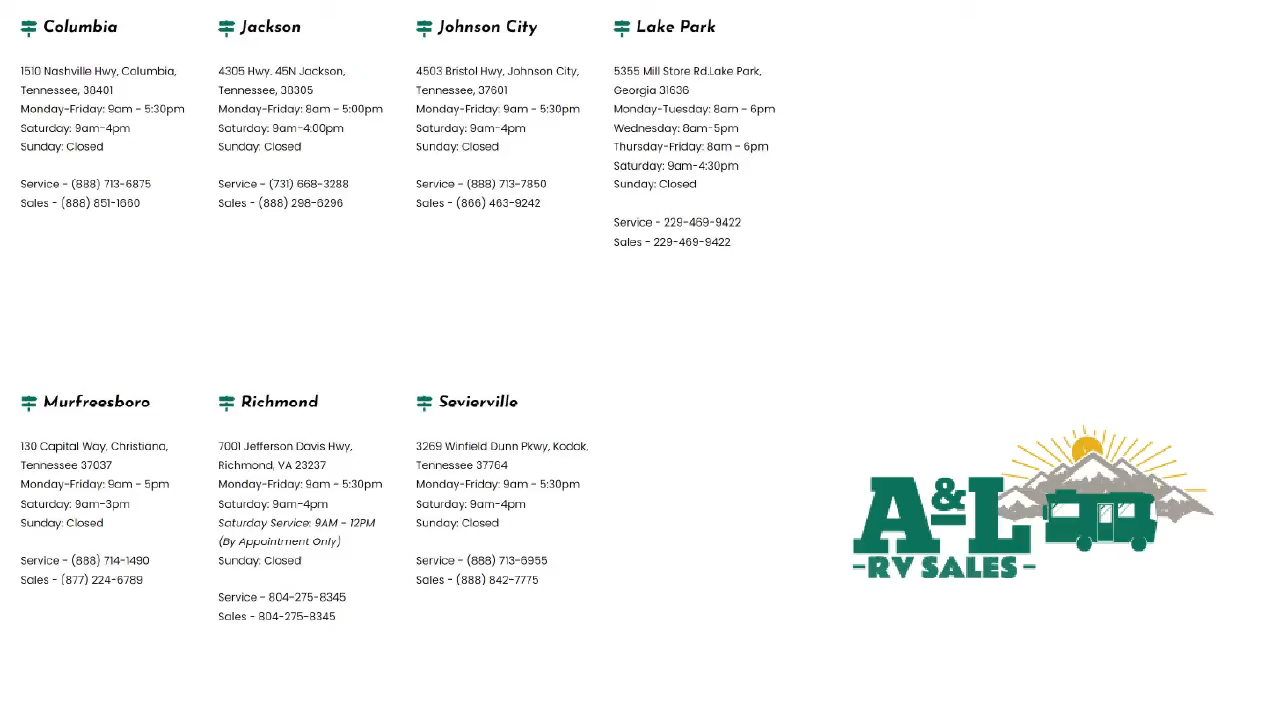 Columbia
1510 Nashville Hwy, Columbia,
Tennessee, 38401
Monday-Friday: 9am - 5:30pm
Saturday: 9am-4pm
Sunday: Closed
Service - (888) 713-6875
Sales - (888) 851-1660
Jackson
4305 Hwy. 45N Jackson,
Tennessee, 38305
Monday-Friday: 8am - 5:00pm
Saturday: 9am-4:00pm
Sunday: Closed
Service - (731) 668-3288
Sales - (888) 298-6296
Johnson City
4503 Bristol Hwy, Johnson City,
Tennessee, 37601
Monday-Friday: 9am - 5:30pm
Saturday: 9am-4pm
Sunday: Closed
Service - (888) 713-7850
Sales - (866) 463-9242
Lake Park
5355 Mill Store Rd.Lake Park,
Georgia 31636
Monday-Tuesday: 8am - 6pm
Wednesday: 8am-5pm
Thursday-Friday: 8am - 6pm
Saturday: 9am-4:30pm
Sunday: Closed
Service - 229-469-9422
Sales - 229-469-9422
Murfreesboro
130 Capital Way, Christiana,
Tennessee 37037
Monday-Friday: 9am - 5pm
Saturday: 9am-3pm
Sunday: Closed
Service - (888) 714-1490
Sales - (877) 224-6789
Richmond
7001 Jefferson Davis Hwy,
Richmond, VA 23237
Monday-Friday: 9am - 5:30pm
Saturday: 9am-4pm
Saturday Service: 9AM - 12PM
(By Appointment Only)
Sunday: Closed
Service - 804-275-8345
Sales - 804-275-8345
Sevierville
3269 Winfield Dunn Pkwy, Kodak,
Tennessee 37764
Monday-Friday: 9am - 5:30pm
Saturday: 9am-4pm
Sunday: Closed
Service - (888) 713-6955
Sales - (888) 842-7775
A&L
-RV SALES-